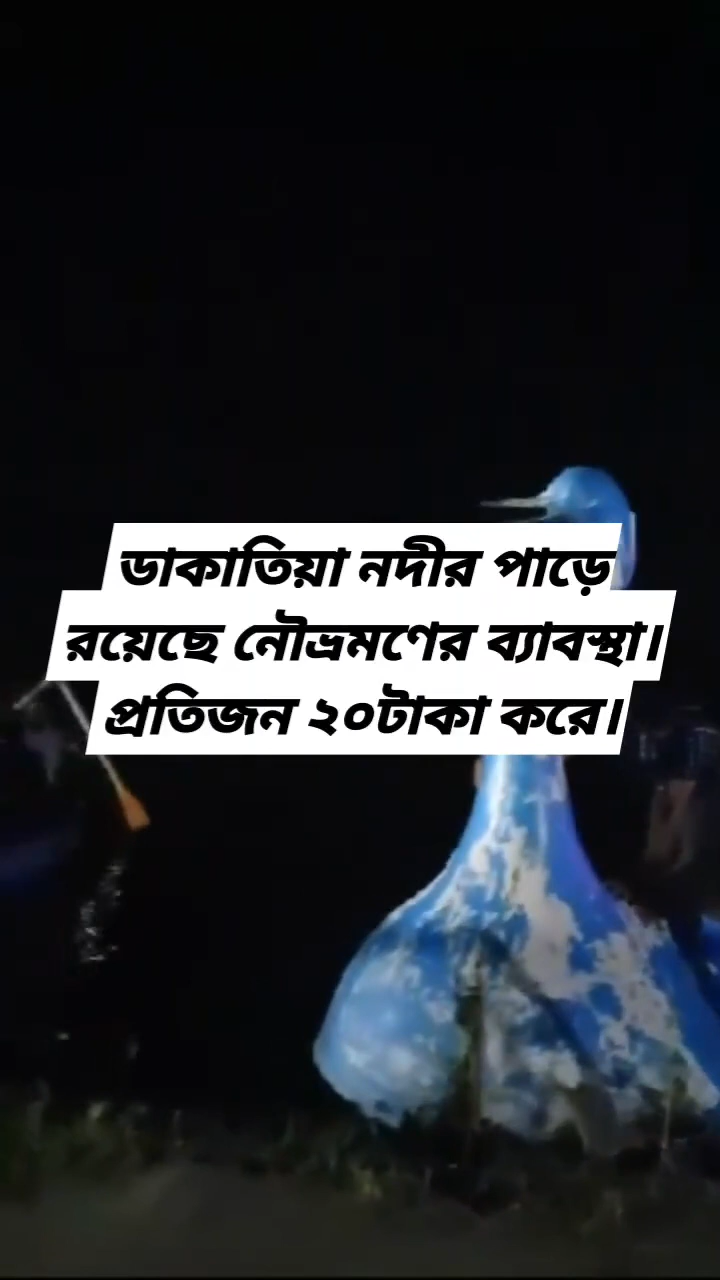 ডাকাতিয়া নদীর পাড়ে
রয়েছে নৌভ্রমণের ব্যাবস্থা।
প্রতিজন ২০টাকা করে।